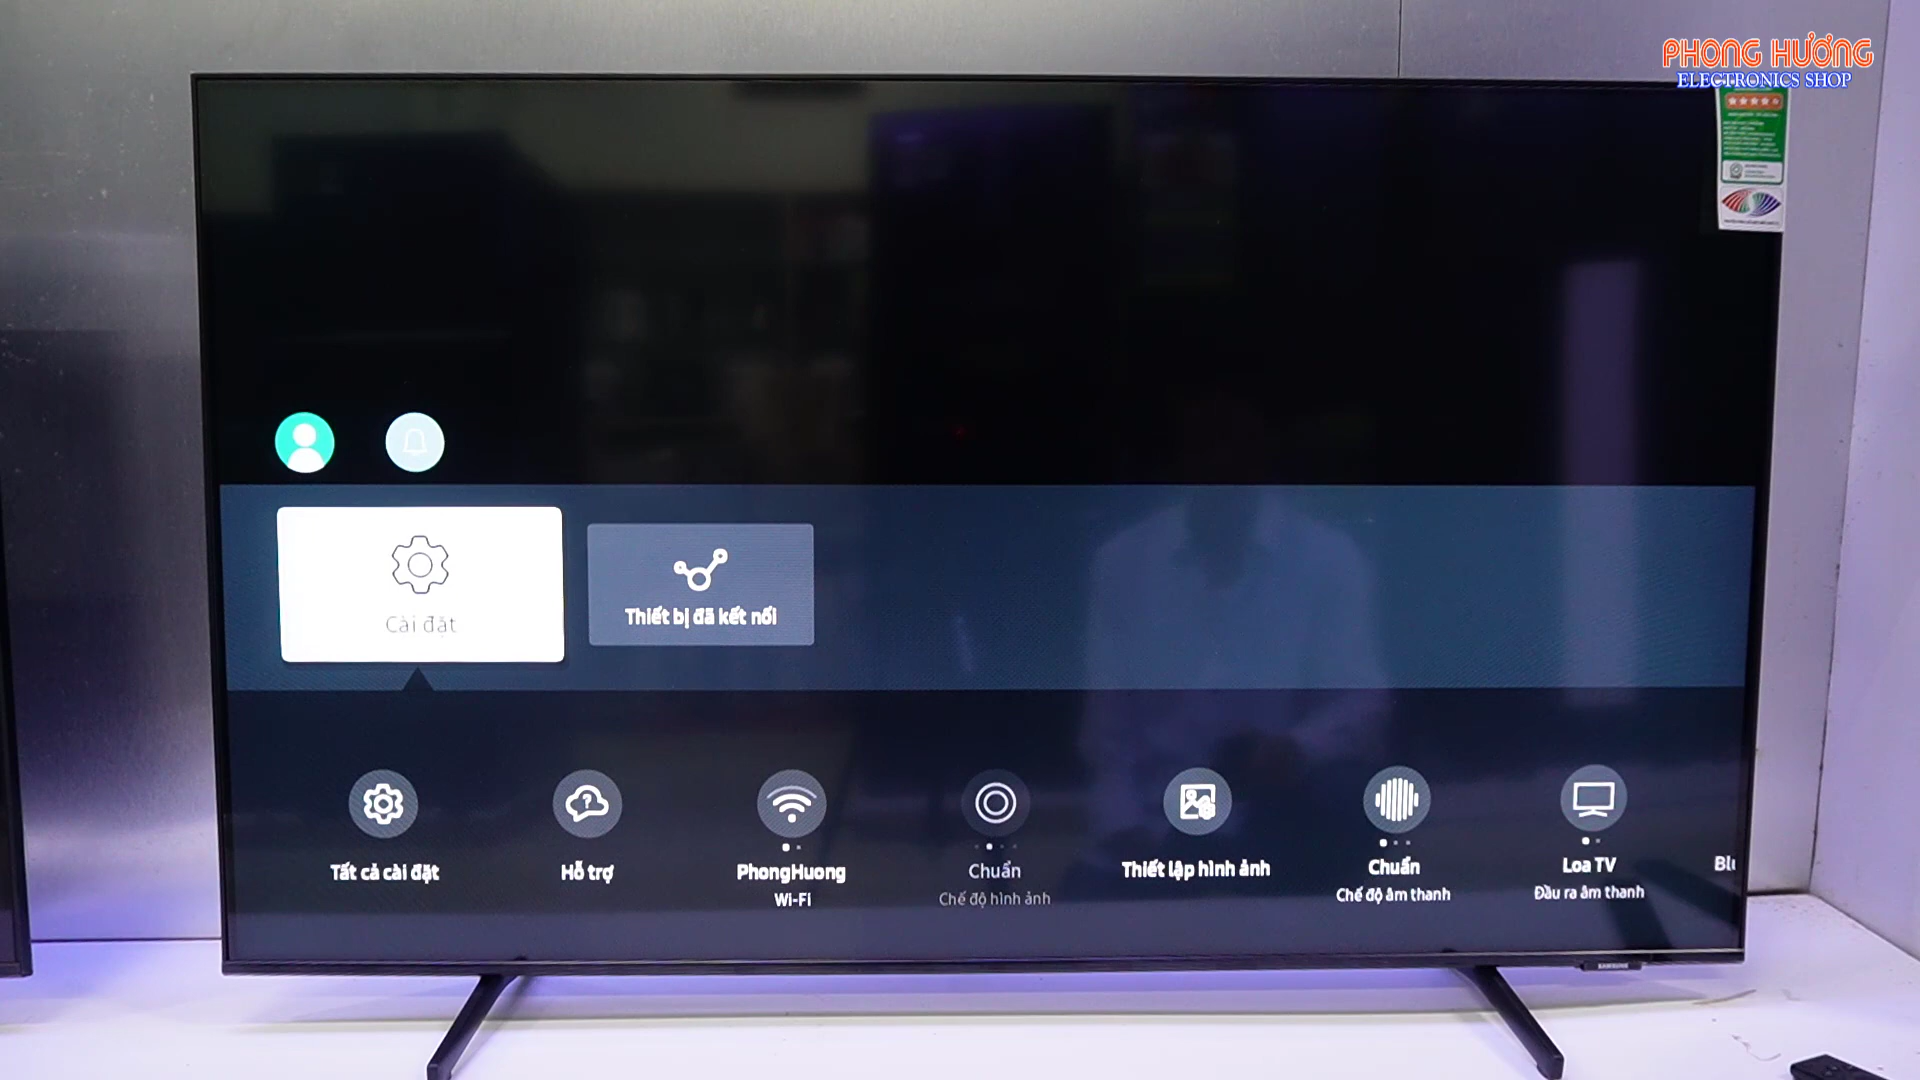 PHONG HƯƠNG
ELECTRONICS SHOP
Cài đặt
Thiết bị đã kết nối
Tất cả cài đặt
Hỗ trợ
PhongHuong
Wi-Fi
Chuẩn
Chế độ hình ảnh
Thiết lập hình ảnh
Chuẩn
Chế độ âm thanh
Loa TV
Đầu ra âm thanh
Blu
SAMSUNG